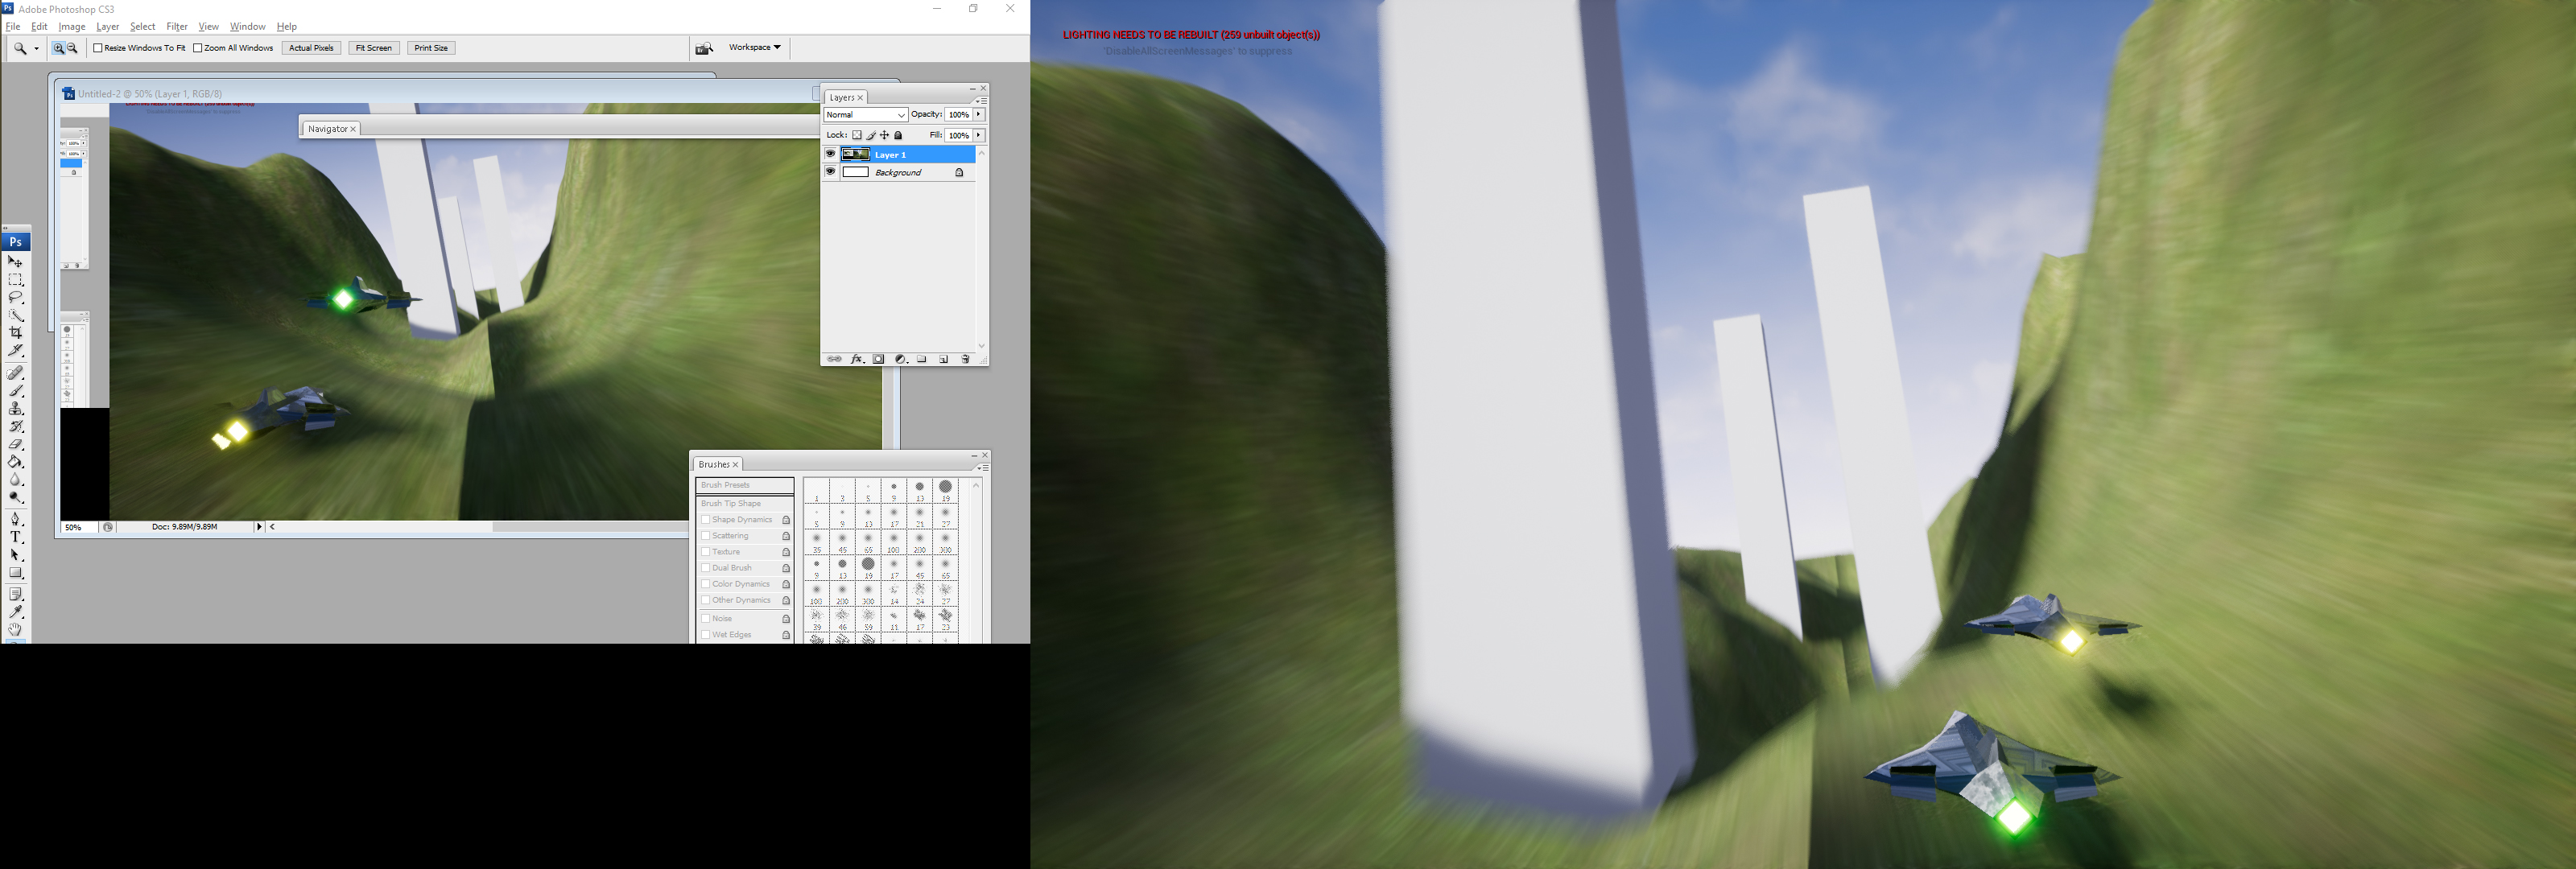 Adobe Photoshop CS3
File Edit Image Layer Select Filter View Window Help
Resize Windows To Fit Zoom All Windows Actual Pixels Fit Screen Print Size Workspace
Untitled-2 @ 50% (Layer 1, RGB/8)
Navigator
Layers
Normal Opacity: 100%
Lock: Fill: 100%
Layer 1
Background
Ps
50% Doc: 9.89M/9.89M
Brushes
Brush Presets
Brush Tip Shape
Shape Dynamics
Scattering
Texture
Dual Brush
Color Dynamics
Other Dynamics
Noise
Wet Edges
1 3 5 9 13 19
5 9 13 17 21 27
35 45 65 100 200 300
9 13 19 17 45 65
100 200 300 14 24 27
39 46 59 11 17 23
LIGHTING NEEDS TO BE REBUILT (259 unbuilt object(s))
'DisableAllScreenMessages' to suppress